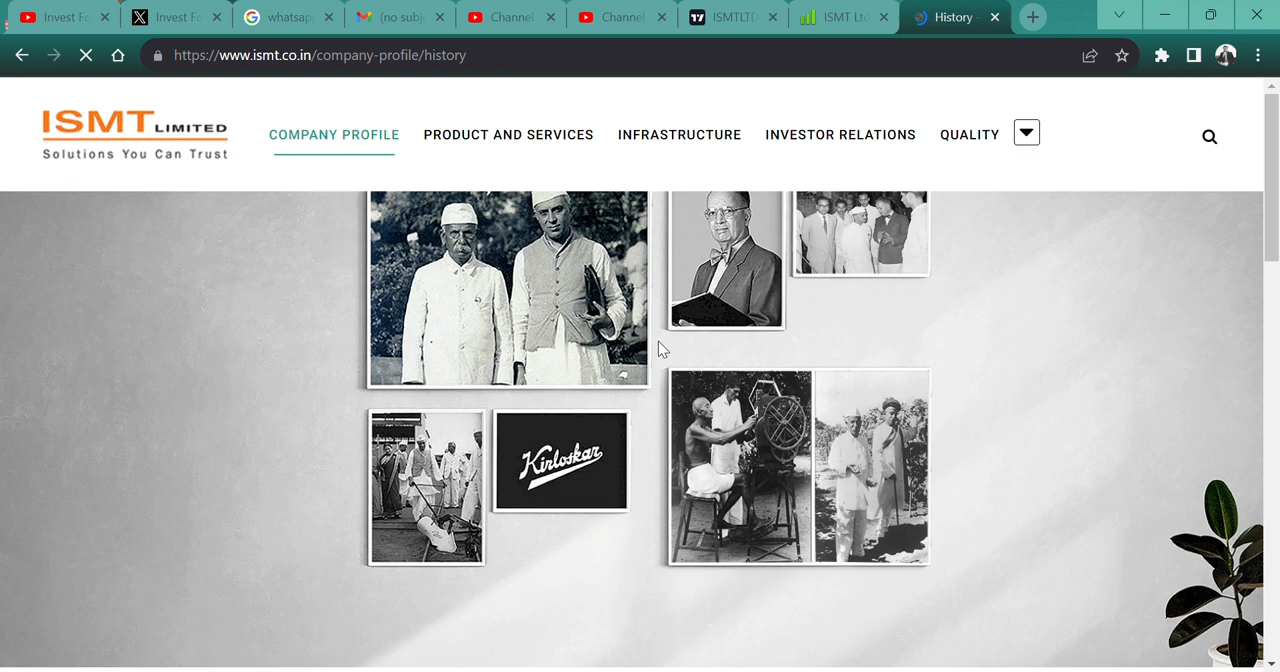 Invest Fo
Invest Fo
whatsapp
(no subj
Channel
Channel
ISMTLTD
ISMT Ltd
History -
https://www.ismt.co.in/company-profile/history
ISMT LIMITED
Solutions You Can Trust
COMPANY PROFILE
PRODUCT AND SERVICES
INFRASTRUCTURE
INVESTOR RELATIONS
QUALITY
Kirloskar